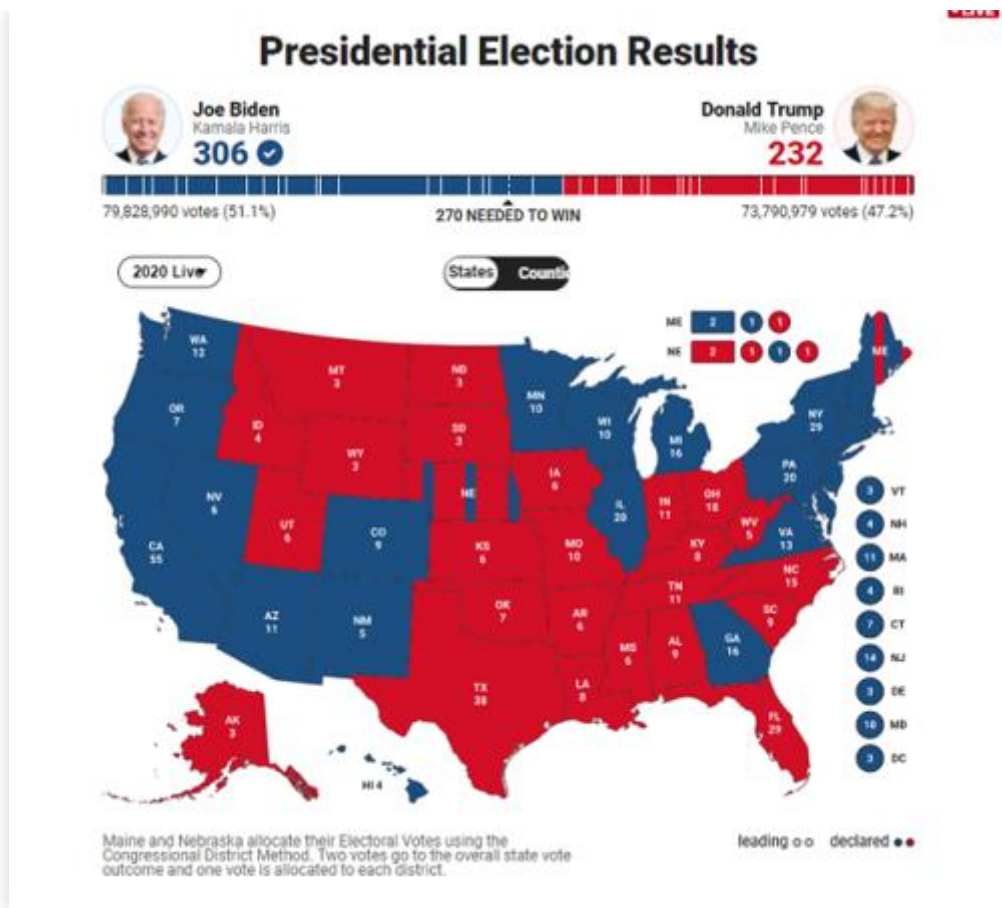 LIVE
Presidential Election Results
Joe Biden
Kamala Harris
306
Donald Trump
Mike Pence
232
79,828,990 votes (51.1%)
270 NEEDED TO WIN
73,790,979 votes (47.2%)
2020 Live
States Counti
ME 2 1 1
NE 2 1 1 1
WA
12
OR
7
CA
55
NV
6
ID
4
MT
3
WY
3
UT
6
CO
9
AZ
11
NM
5
ND
3
SD
3
NE
KS
6
OK
7
TX
38
MN
10
IA
6
MO
10
AR
6
LA
8
WI
10
IL
20
MI
16
IN
11
OH
18
KY
8
TN
11
MS
6
AL
9
GA
16
FL
29
SC
9
NC
15
VA
13
WV
5
PA
20
NY
29
ME
3 VT
4 NH
11 MA
4 RI
7 CT
14 NJ
3 DE
10 MD
3 DC
AK
3
HI 4
Maine and Nebraska allocate their Electoral Votes using the
Congressional District Method. Two votes go to the overall state vote
outcome and one vote is allocated to each district.
leading declared